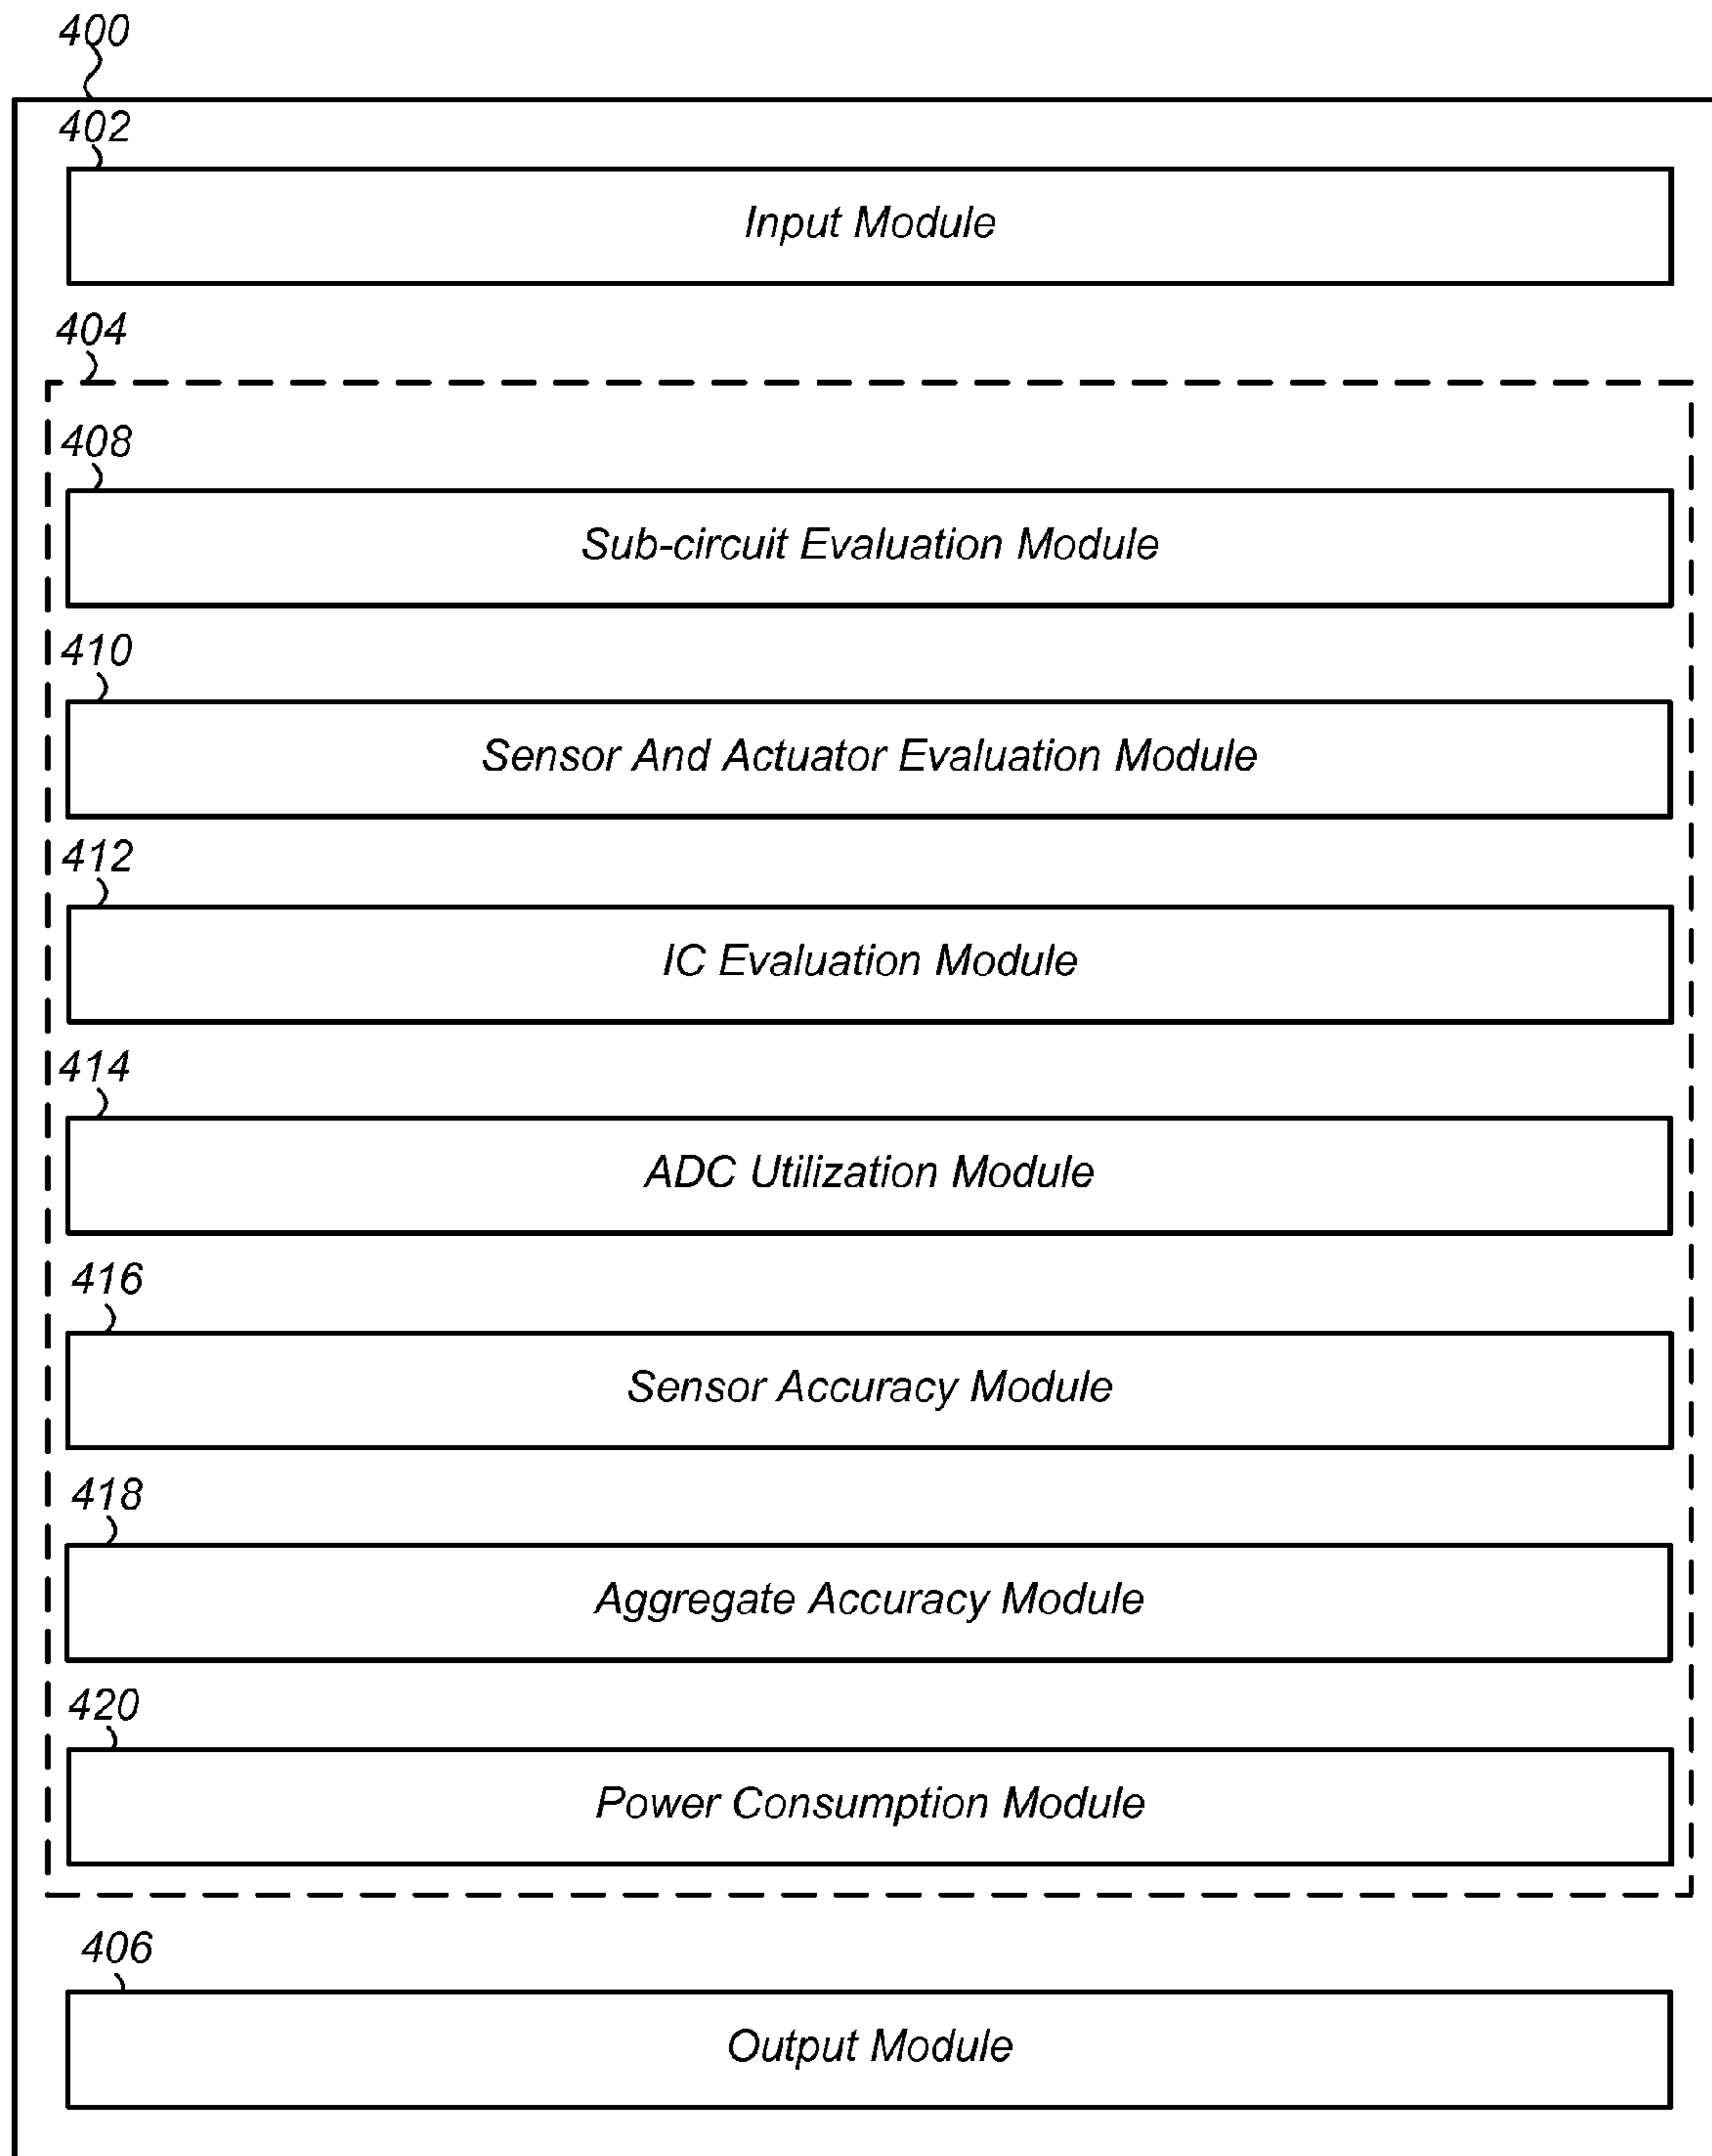 400
402
Input Module
404
408
Sub-circuit Evaluation Module
410
Sensor And Actuator Evaluation Module
412
IC Evaluation Module
414
ADC Utilization Module
416
Sensor Accuracy Module
418
Aggregate Accuracy Module
420
Power Consumption Module
406
Output Module